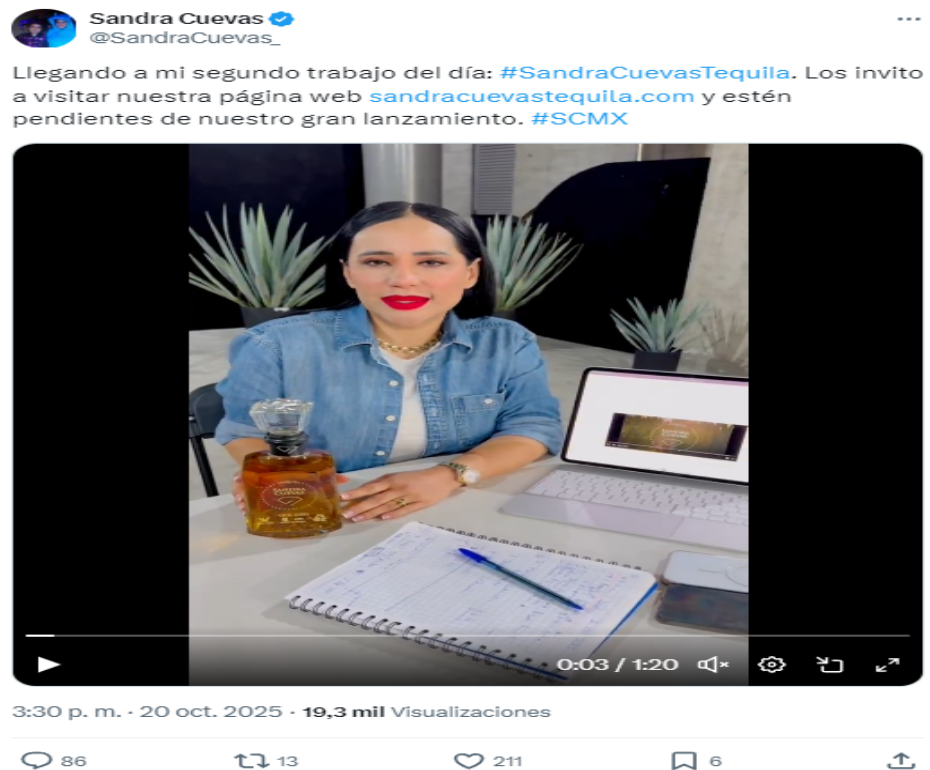 Sandra Cuevas
@SandraCuevas_
Llegando a mi segundo trabajo del día: #SandraCuevasTequila. Los invito
a visitar nuestra página web sandracuevastequila.com y estén
pendientes de nuestro gran lanzamiento. #SCMX
SANDRA
CUEVAS
0:03 / 1:20
3:30 p. m. · 20 oct. 2025 · 19,3 mil Visualizaciones
86 13 211 6